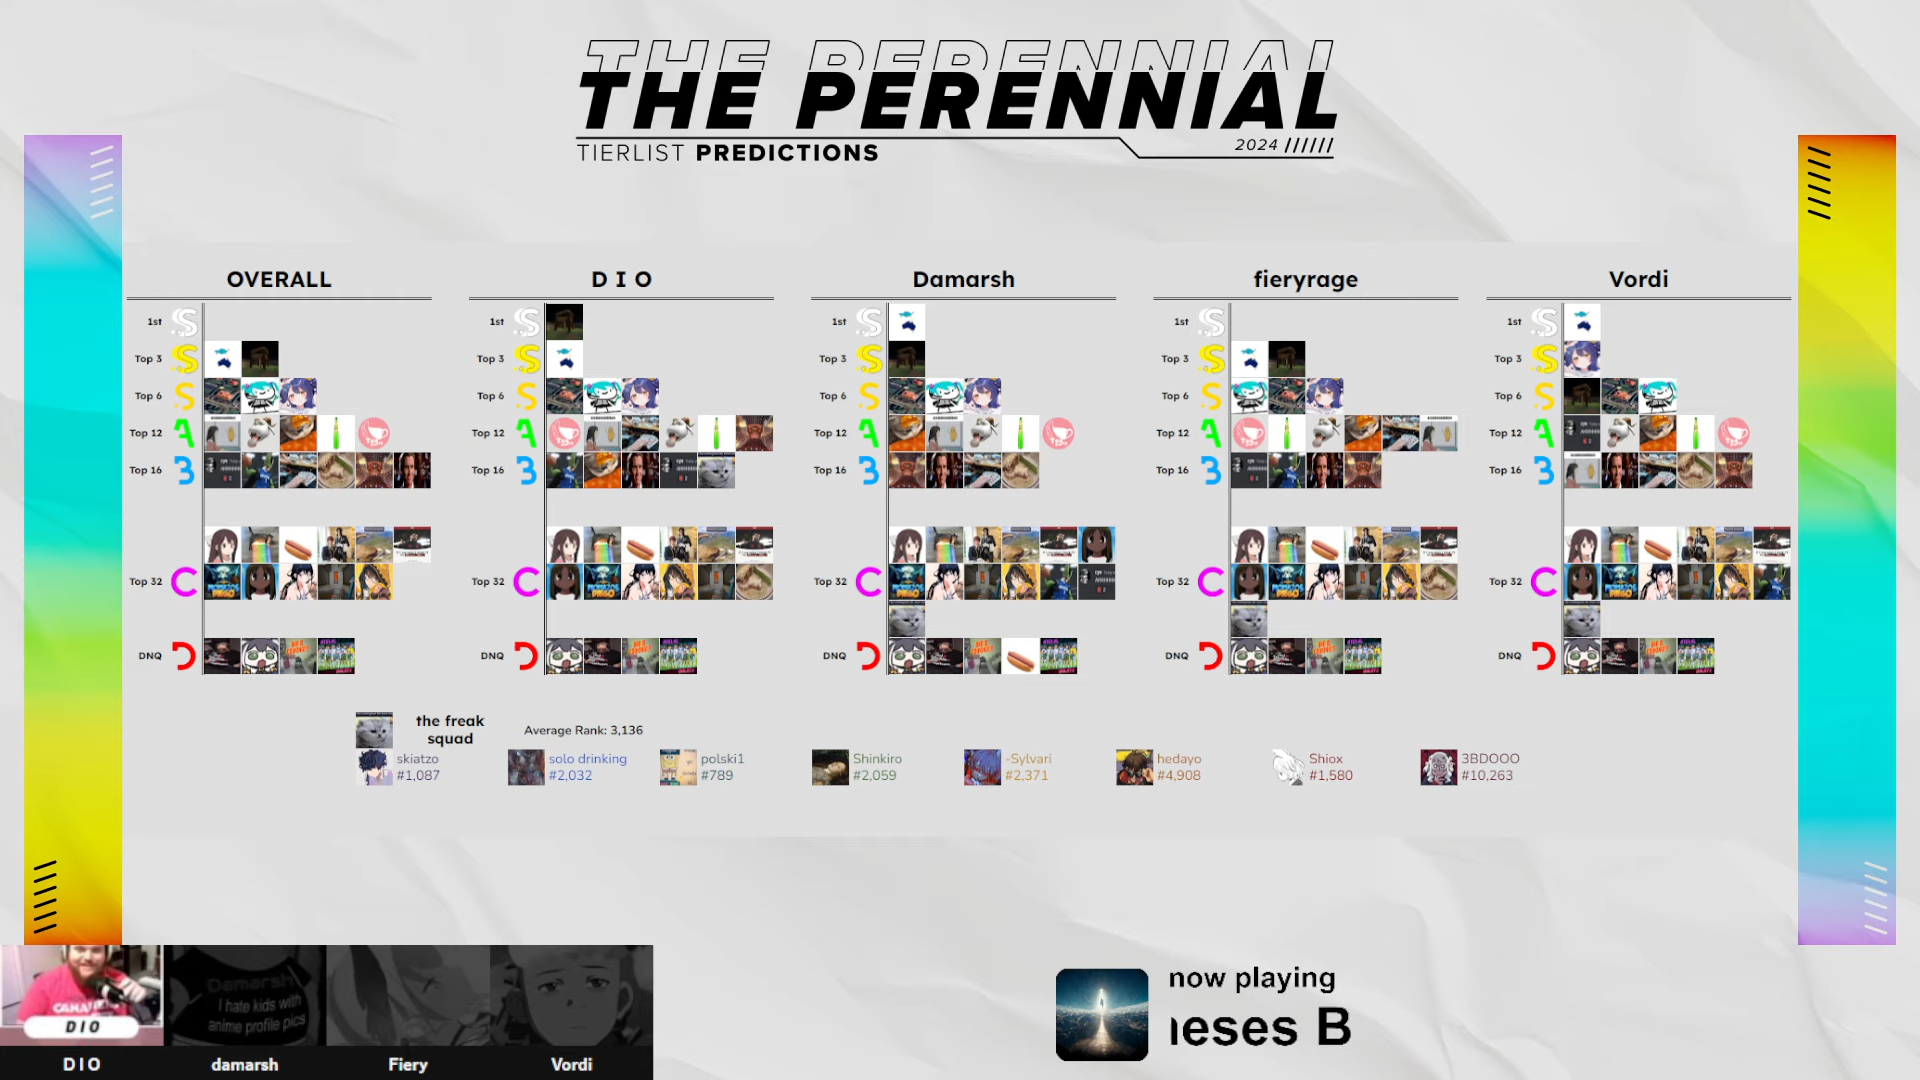 THE PERENNIAL
THE PERENNIAL
TIERLIST PREDICTIONS
2024
OVERALL
D I O
Damarsh
fieryrage
Vordi
1st
Top 3
Top 6
Top 12
Top 16
Top 32
DNQ
1st
Top 3
Top 6
Top 12
Top 16
Top 32
DNQ
1st
Top 3
Top 6
Top 12
Top 16
Top 32
DNQ
1st
Top 3
Top 6
Top 12
Top 16
Top 32
DNQ
1st
Top 3
Top 6
Top 12
Top 16
Top 32
DNQ
the freak
squad
Average Rank: 3,136
skiatzo
#1,087
solo drinking
#2,032
polski1
#789
Shinkiro
#2,059
-Sylvari
#2,371
hedayo
#4,908
Shiox
#1,580
3BDOOO
#10,263
D I O
Damarsh
I hate kids with
anime profile pics
D I O
damarsh
Fiery
Vordi
now playing
eses B